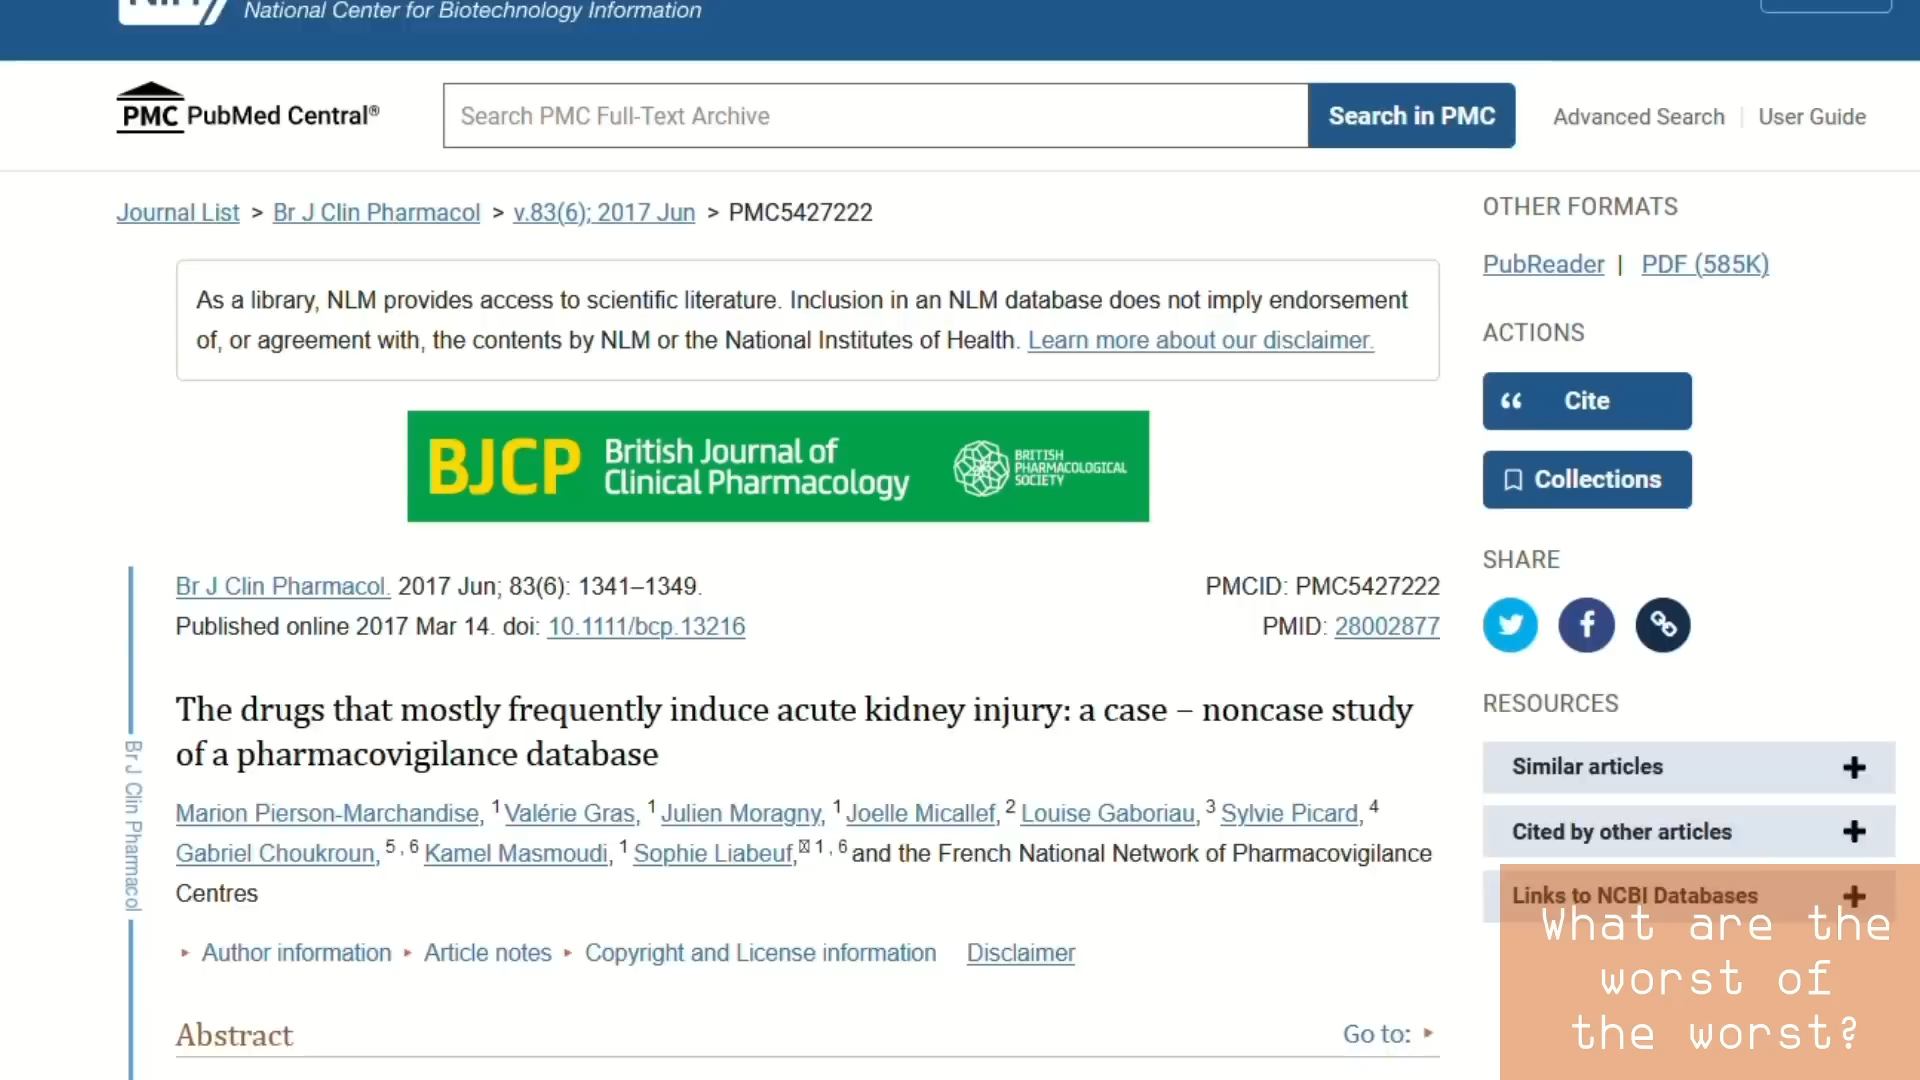 National Center for Biotechnology Information
PMC PubMed Central®
Search PMC Full-Text Archive
Search in PMC
Advanced Search | User Guide
Journal List > Br J Clin Pharmacol > v.83(6); 2017 Jun > PMC5427222
As a library, NLM provides access to scientific literature. Inclusion in an NLM database does not imply endorsement
of, or agreement with, the contents by NLM or the National Institutes of Health. Learn more about our disclaimer.
BJCP British Journal of
Clinical Pharmacology
BRITISH
PHARMACOLOGICAL
SOCIETY
Br J Clin Pharmacol. 2017 Jun; 83(6): 1341–1349.
PMCID: PMC5427222
Published online 2017 Mar 14. doi: 10.1111/bcp.13216
PMID: 28002877
The drugs that mostly frequently induce acute kidney injury: a case – noncase study
of a pharmacovigilance database
Marion Pierson-Marchandise, 1 Valérie Gras, 1 Julien Moragny, 1 Joelle Micallef, 2 Louise Gaboriau, 3 Sylvie Picard, 4
Gabriel Choukroun, 5 , 6 Kamel Masmoudi, 1 Sophie Liabeuf, 1 , 6 and the French National Network of Pharmacovigilance
Centres
Author information Article notes Copyright and License information Disclaimer
Abstract
Go to:
Br J Clin Pharmacol
OTHER FORMATS
PubReader | PDF (585K)
ACTIONS
Cite
Collections
SHARE
RESOURCES
Similar articles
Cited by other articles
Links to NCBI Databases
What are the
worst of
the worst?